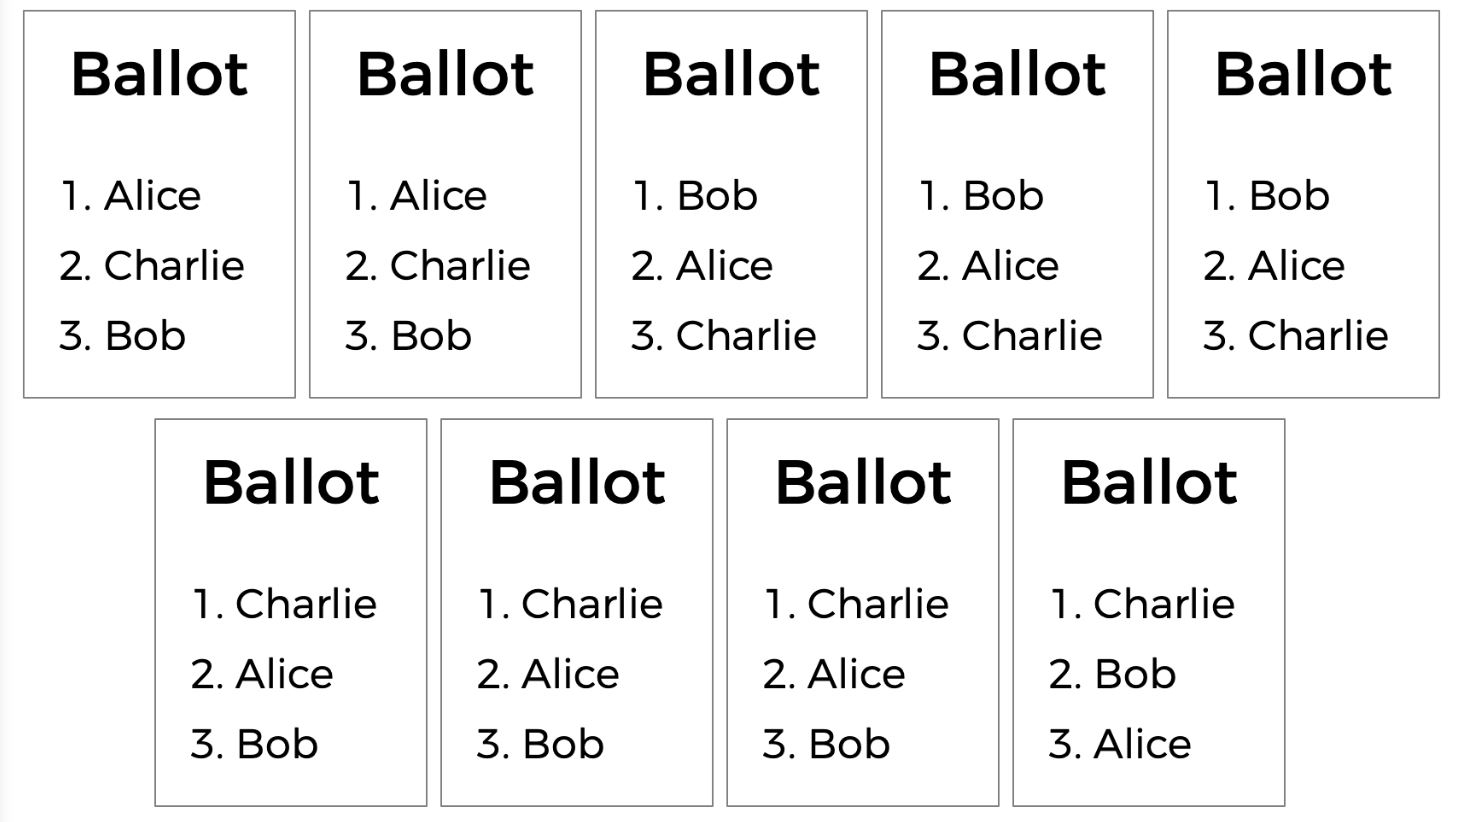 Ballot
1. Alice
2. Charlie
3. Bob
Ballot
1. Alice
2. Charlie
3. Bob
Ballot
1. Bob
2. Alice
3. Charlie
Ballot
1. Bob
2. Alice
3. Charlie
Ballot
1. Bob
2. Alice
3. Charlie
Ballot
1. Charlie
2. Alice
3. Bob
Ballot
1. Charlie
2. Alice
3. Bob
Ballot
1. Charlie
2. Alice
3. Bob
Ballot
1. Charlie
2. Bob
3. Alice